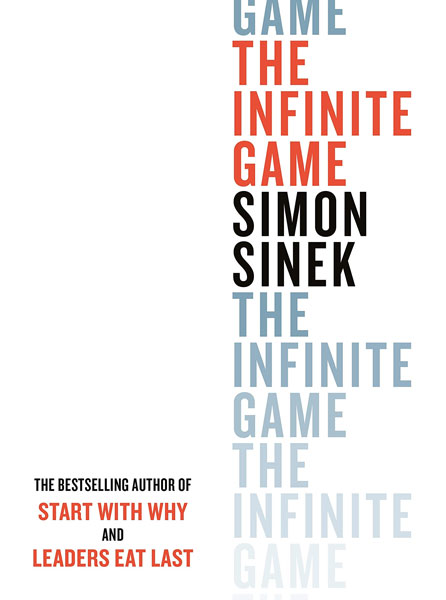 GAME
THE
INFINITE
GAME
SIMON
SINEK
THE
INFINITE
GAME
THE
INFINITE
GAME
THE
THE BESTSELLING AUTHOR OF
START WITH WHY
AND
LEADERS EAT LAST